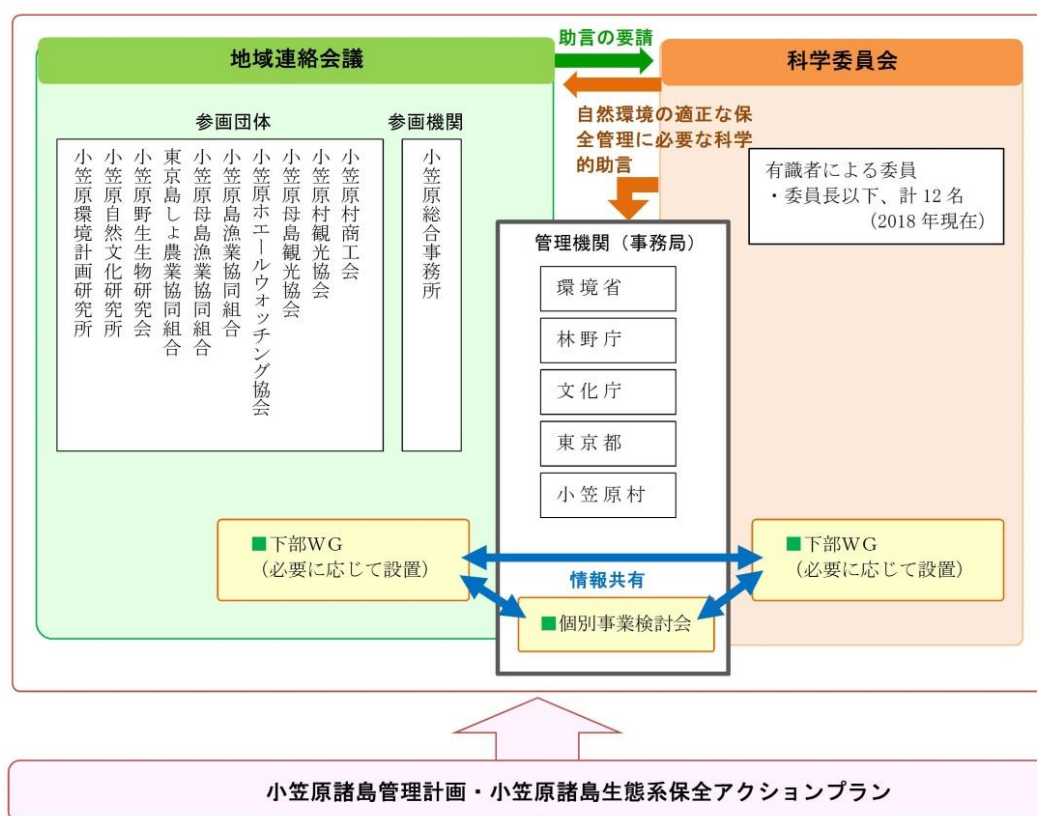 地域連絡会議
助言の要請
科学委員会
自然環境の適正な保
全管理に必要な科学
的助言
参画団体
参画機関
小笠原村商工会
小笠原村観光協会
小笠原母島観光協会
小笠原ホエールウォッチング協会
小笠原島漁業協同組合
小笠原母島漁業協同組合
東京島しょ農業協同組合
小笠原野生生物研究会
小笠原自然文化研究所
小笠原環境計画研究所
小笠原総合事務所
有識者による委員
・委員長以下、計12名
(2018年現在)
管理機関(事務局)
環境省
林野庁
文化庁
東京都
小笠原村
■下部WG
(必要に応じて設置)
情報共有
■個別事業検討会
■下部WG
(必要に応じて設置)
小笠原諸島管理計画・小笠原諸島生態系保全アクションプラン